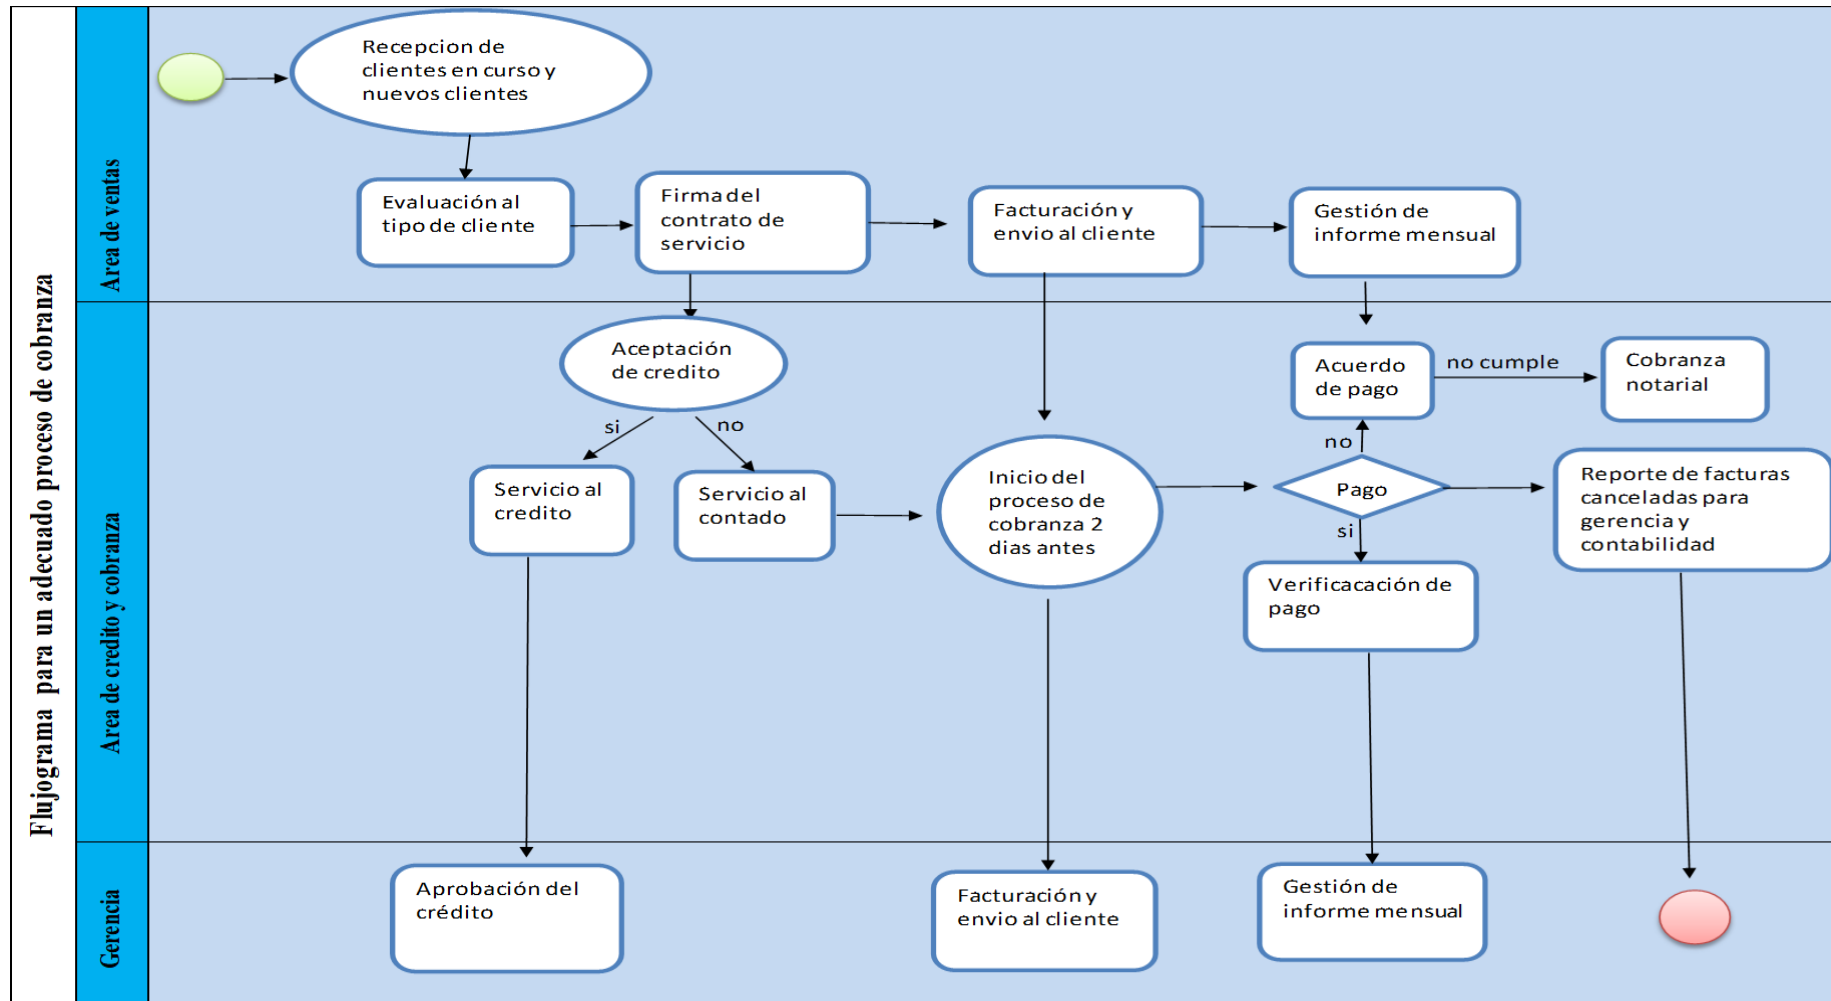 Flujograma para un adecuado proceso de cobranza
Area de ventas
Recepcion de
clientes en curso y
nuevos clientes
Evaluación al
tipo de cliente
Firma del
contrato de
servicio
Facturación y
envio al cliente
Gestión de
informe mensual
Area de credito y cobranza
Aceptación
de credito
si
no
Servicio al
credito
Servicio al
contado
Inicio del
proceso de
cobranza 2
dias antes
Acuerdo
de pago
no cumple
Cobranza
notarial
no
Pago
si
Reporte de facturas
canceladas para
gerencia y
contabilidad
Verificacación de
pago
Gerencia
Aprobación del
crédito
Facturación y
envio al cliente
Gestión de
informe mensual